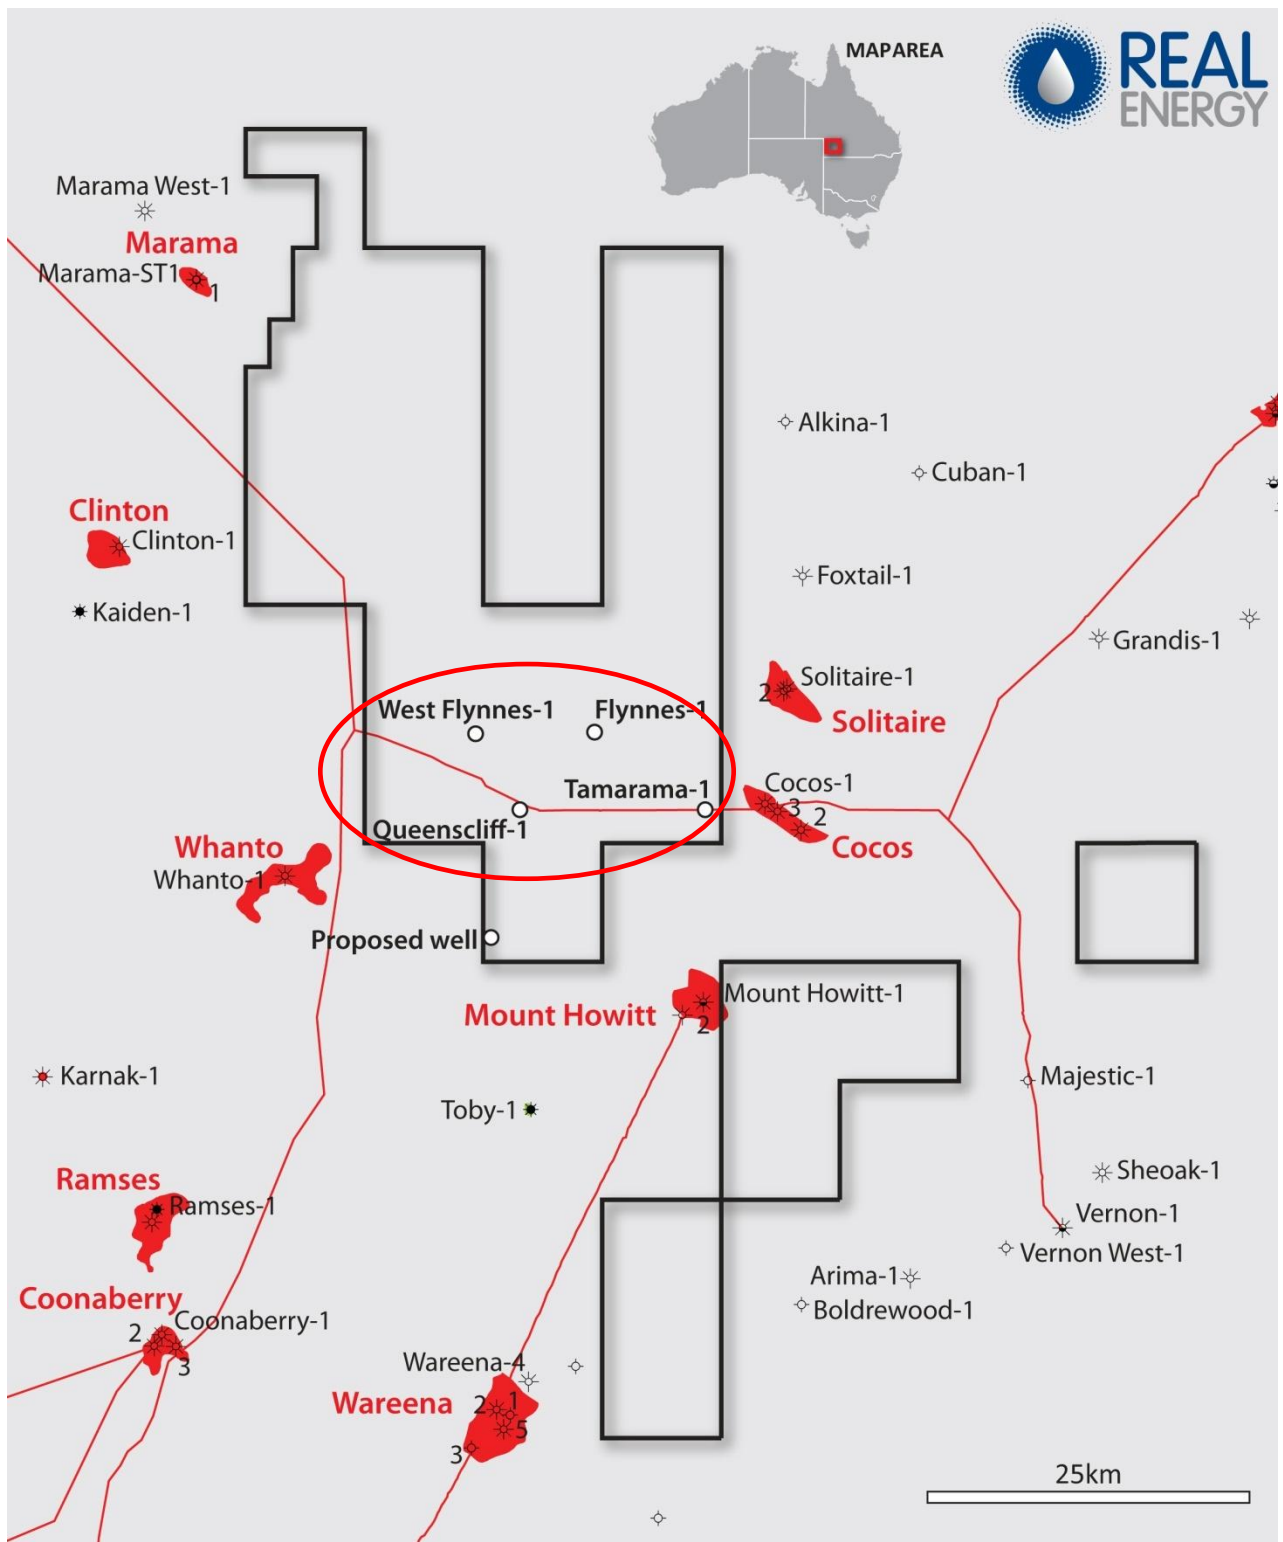 MAPAREA
REAL
ENERGY
Marama West-1
Marama
Marama-ST1
1
Alkina-1
Cuban-1
Clinton
Clinton-1
Kaiden-1
Foxtail-1
Grandis-1
Solitaire-1
2
Solitaire
West Flynnes-1
Flynnes-1
Tamarama-1
Cocos-1
3
2
Cocos
Queenscliff-1
Whanto
Whanto-1
Proposed well
Mount Howitt-1
Mount Howitt
2
Karnak-1
Toby-1
Majestic-1
Sheoak-1
Ramses
Ramses-1
Vernon-1
Vernon West-1
Arima-1
Boldrewood-1
Coonaberry
Coonaberry-1
2
3
Wareena-4
Wareena
2
1
5
3
25km